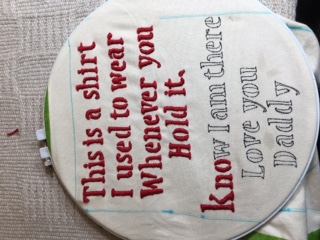 This is a shirt
I used to wear
Whenever you
Hold it.
know I am there
Love you
Daddy